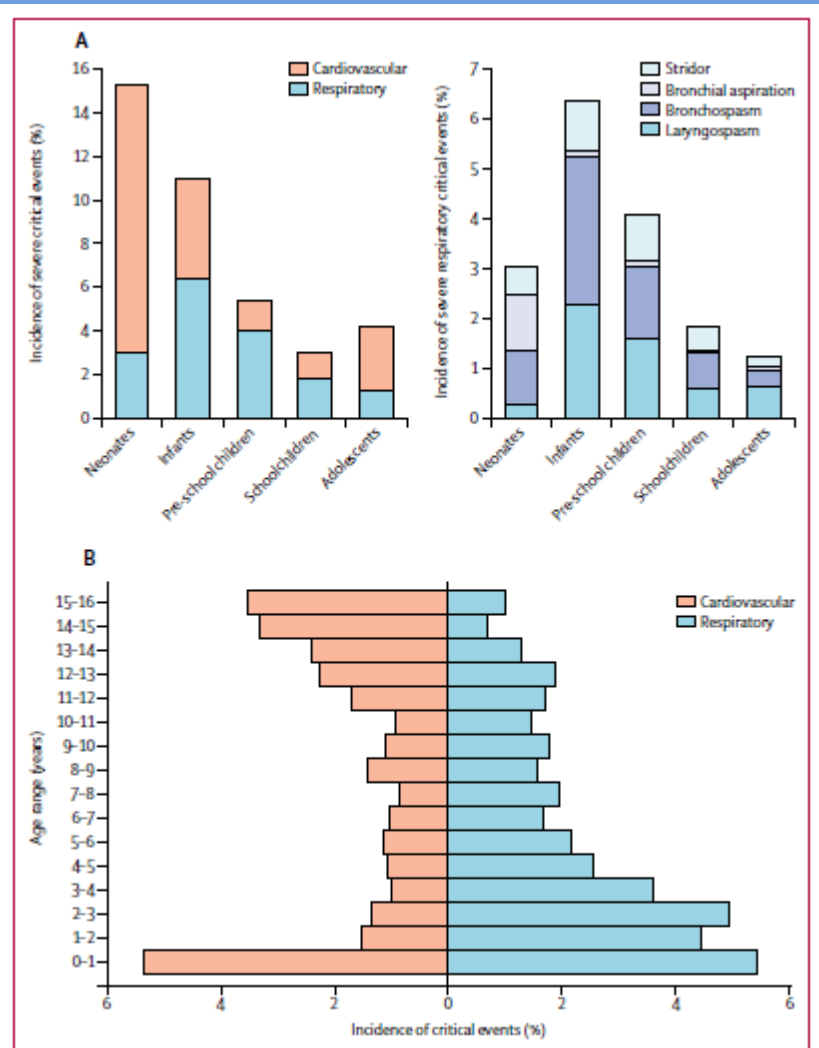 A
Incidence of severe critical events (%)
16
14
12
10
8
6
4
2
0
Cardiovascular
Respiratory
Neonates
Infants
Pre-school children
Schoolchildren
Adolescents
Incidence of severe respiratory critical events (%)
7
6
5
4
3
2
1
0
Stridor
Bronchial aspiration
Bronchospasm
Laryngospasm
Neonates
Infants
Pre-school children
Schoolchildren
Adolescents
B
Age range (years)
15–16
14–15
13–14
12–13
11–12
10–11
9–10
8–9
7–8
6–7
5–6
4–5
3–4
2–3
1–2
0–1
Cardiovascular
Respiratory
6 4 2 0 2 4 6
Incidence of critical events (%)